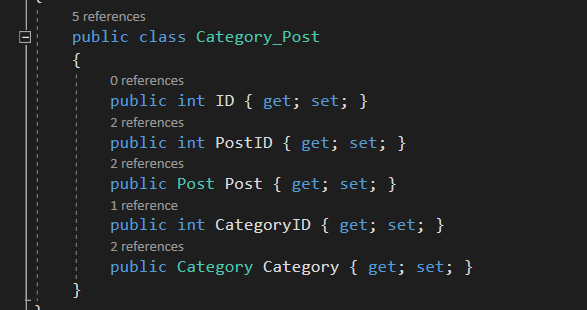 {
5 references
public class Category_Post
{
0 references
public int ID { get; set; }
2 references
public int PostID { get; set; }
2 references
public Post Post { get; set; }
1 reference
public int CategoryID { get; set; }
2 references
public Category Category { get; set; }
}
}